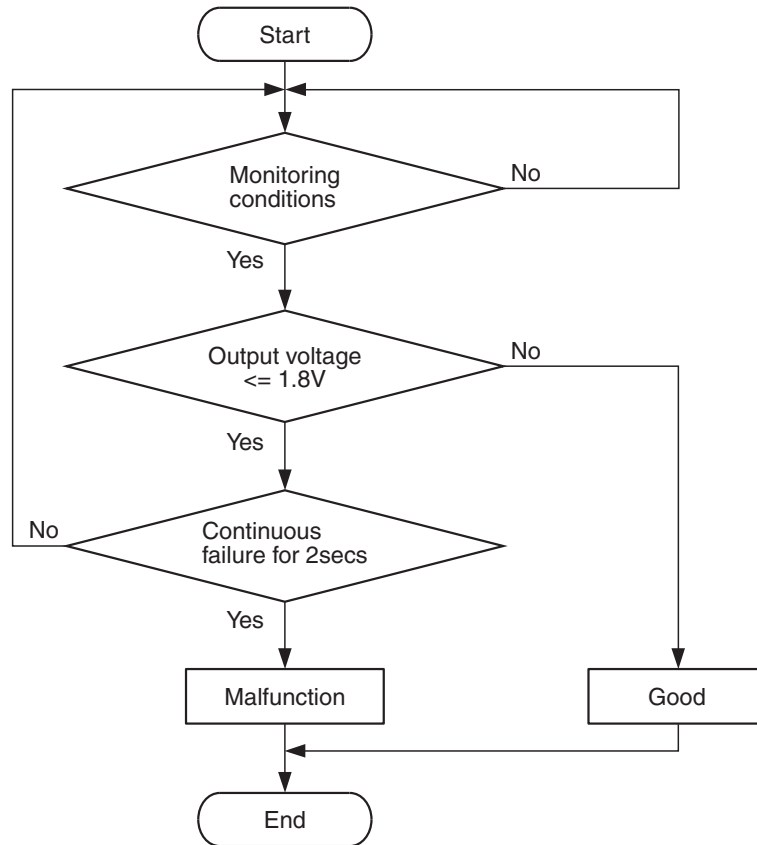 Start
Monitoring
conditions
No
Yes
Output voltage
<= 1.8V
No
Yes
Continuous
failure for 2secs
No
Yes
Malfunction
Good
End